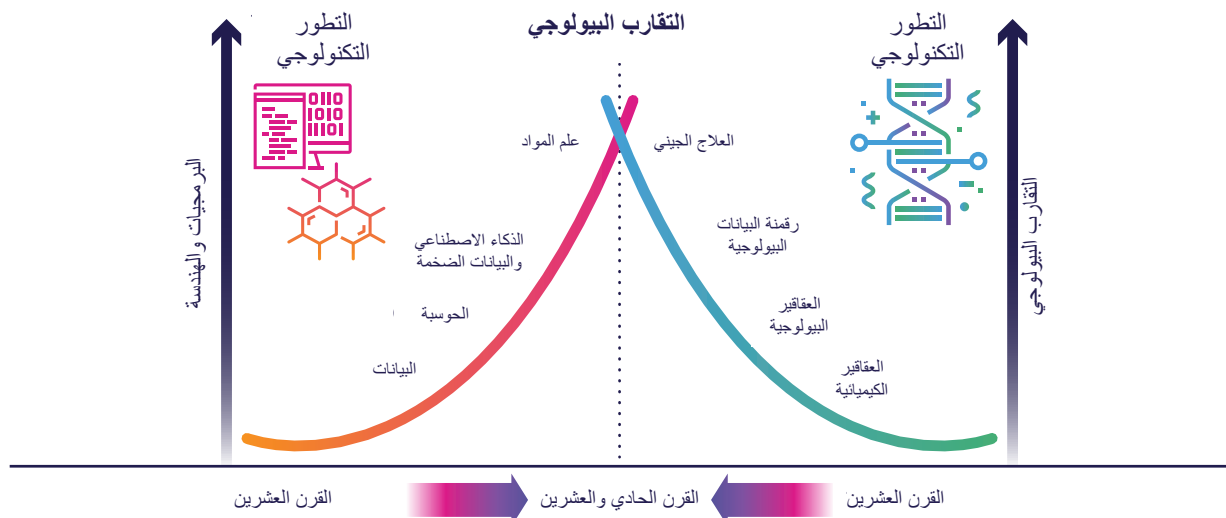 التقارب البيولوجي
التطور
التكنولوجي
التطور
التكنولوجي
العلاج الجيني
علم المواد
التقارب البيولوجي
البرمجيات والهندسة
رقمنة البيانات
البيولوجية
الذكاء الاصطناعي
والبيانات الضخمة
العقاقير
البيولوجية
الحوسبة
العقاقير
الكيميائية
البيانات
القرن العشرين
القرن الحادي والعشرين
القرن العشرين